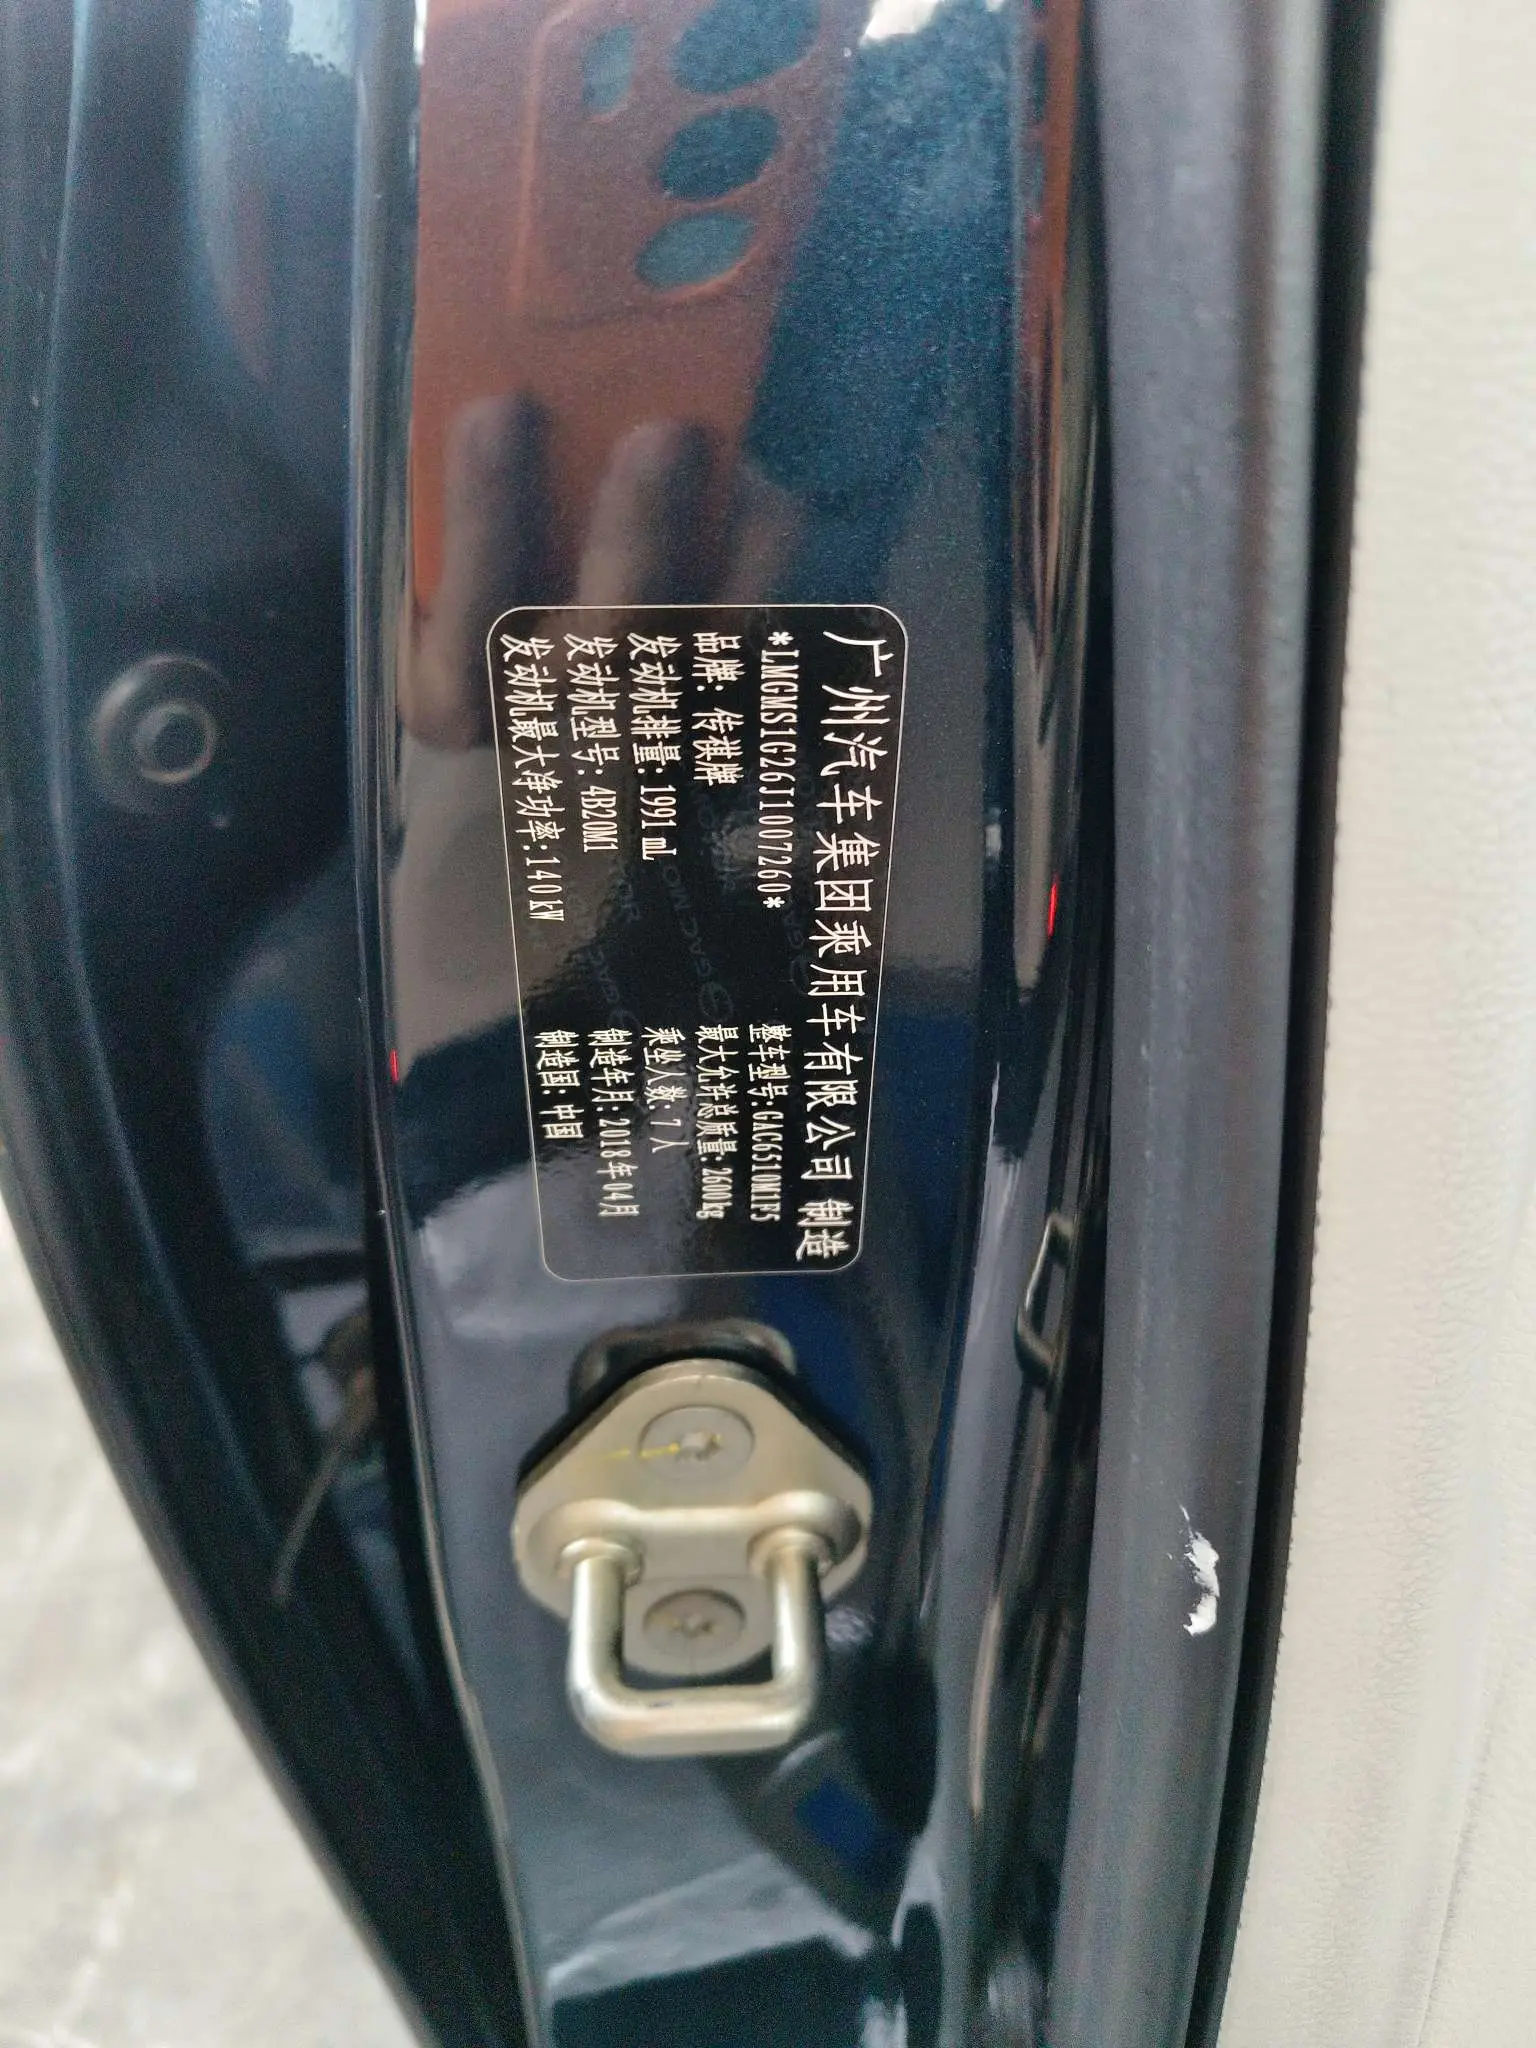 广州汽车集团乘用车有限公司 制造
*LMGMS1G26J1007260*
整车型号:GAC6510M1F5
品牌: 传祺牌
最大允许总质量:2600kg
发动机排量: 1991mL
乘坐人数: 7人
发动机型号: 4B20M1
制造年月:2018年04月
发动机最大净功率:140kW
制造国: 中国
GAC MO